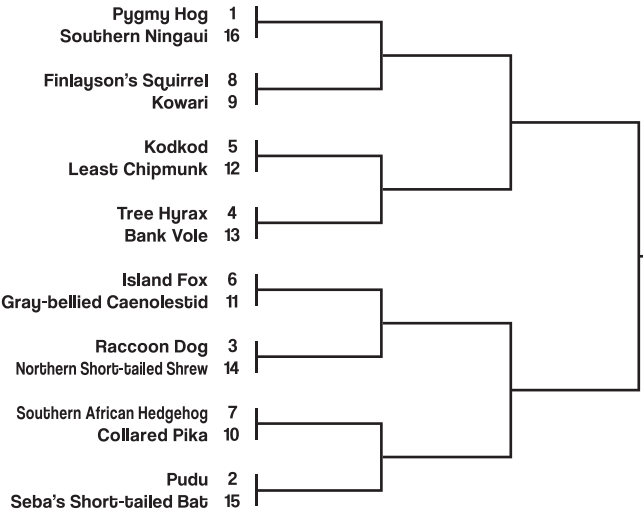 Pygmy Hog 1
Southern Ningaui 16
Finlayson's Squirrel 8
Kowari 9
Kodkod 5
Least Chipmunk 12
Tree Hyrax 4
Bank Vole 13
Island Fox 6
Gray-bellied Caenolestid 11
Raccoon Dog 3
Northern Short-tailed Shrew 14
Southern African Hedgehog 7
Collared Pika 10
Pudu 2
Seba's Short-tailed Bat 15